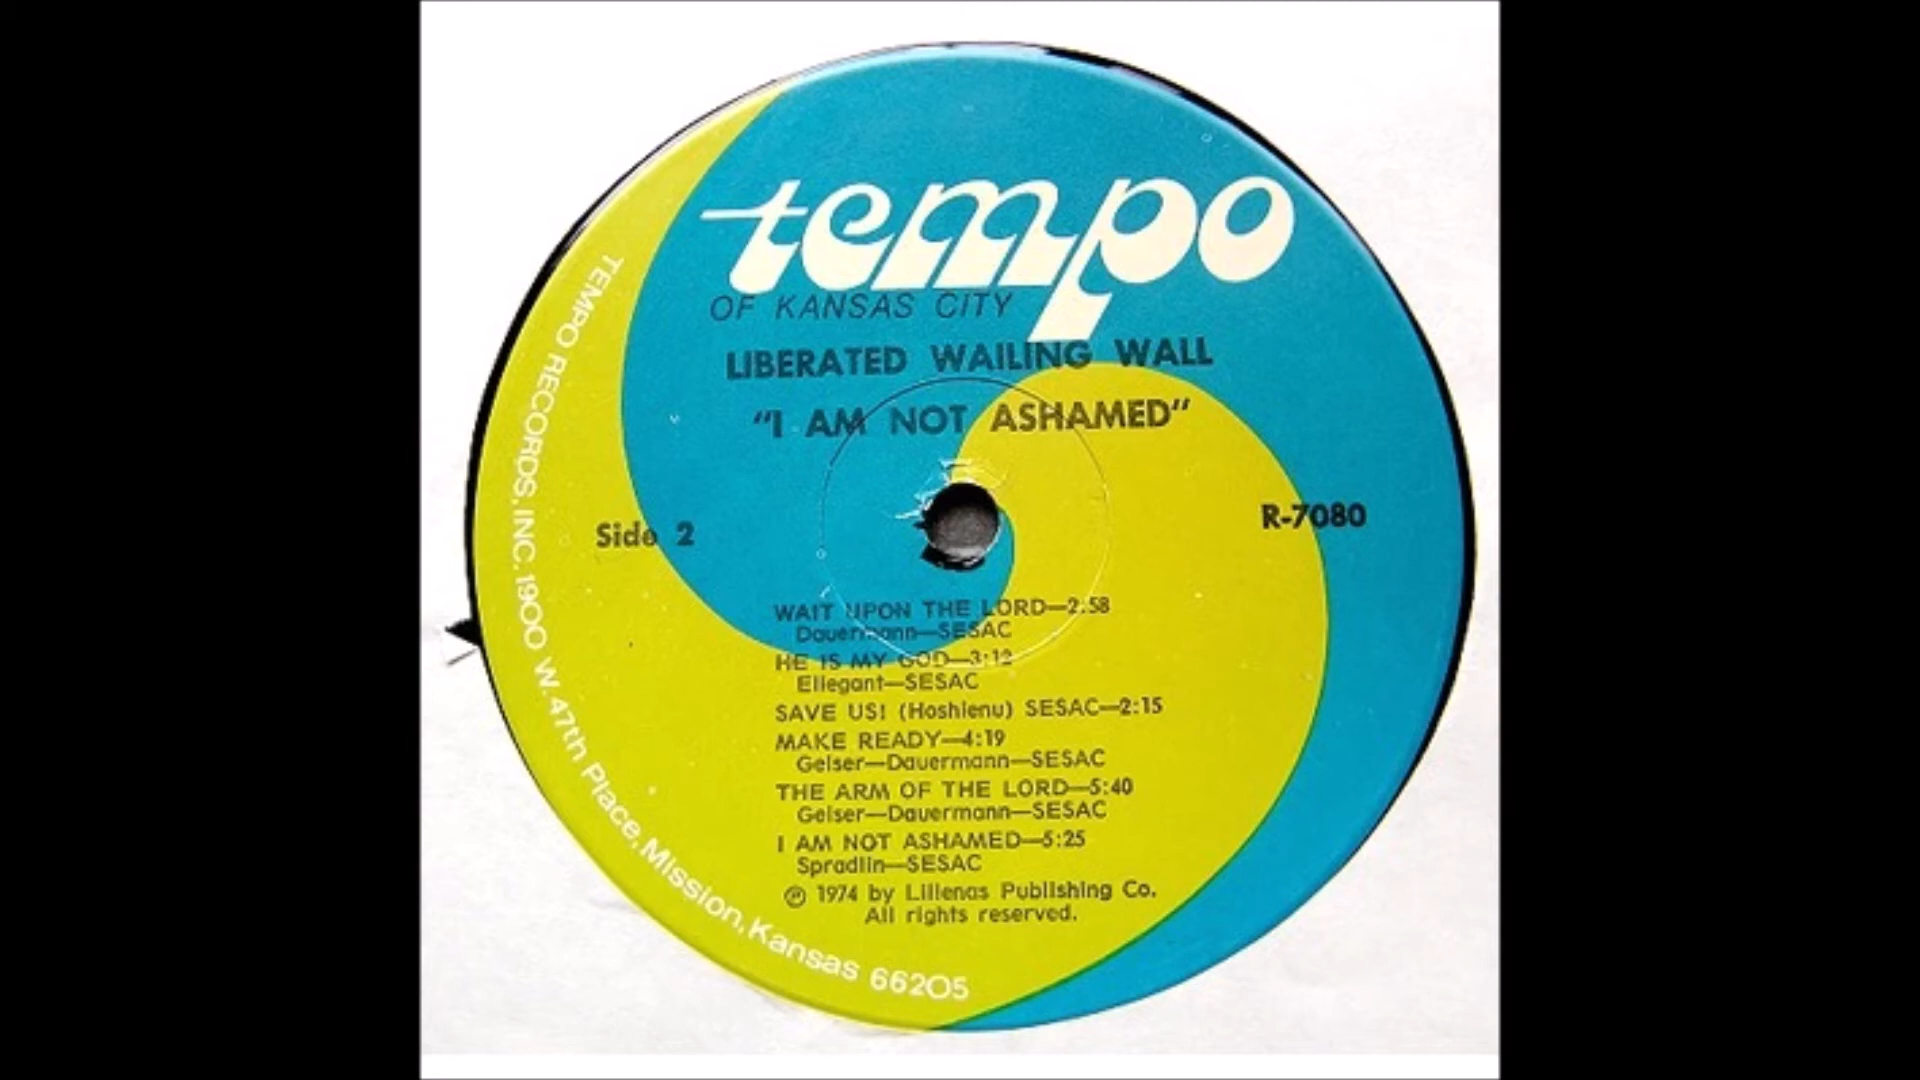 tempo
OF KANSAS CITY
LIBERATED WAILING WALL
"I AM NOT ASHAMED"
Side 2
R-7080
WAIT UPON THE LORD—2:58
Dauermann—SESAC
HE IS MY GOD—3:12
Ellegant—SESAC
SAVE US! (Hoshienu) SESAC—2:15
MAKE READY—4:19
Geiser—Dauermann—SESAC
THE ARM OF THE LORD—5:40
Geiser—Dauermann—SESAC
I AM NOT ASHAMED—5:25
Spradlin—SESAC
℗ 1974 by Lillenas Publishing Co.
All rights reserved.
TEMPO RECORDS, INC. 1900 W. 47th Place, Mission, Kansas 66205